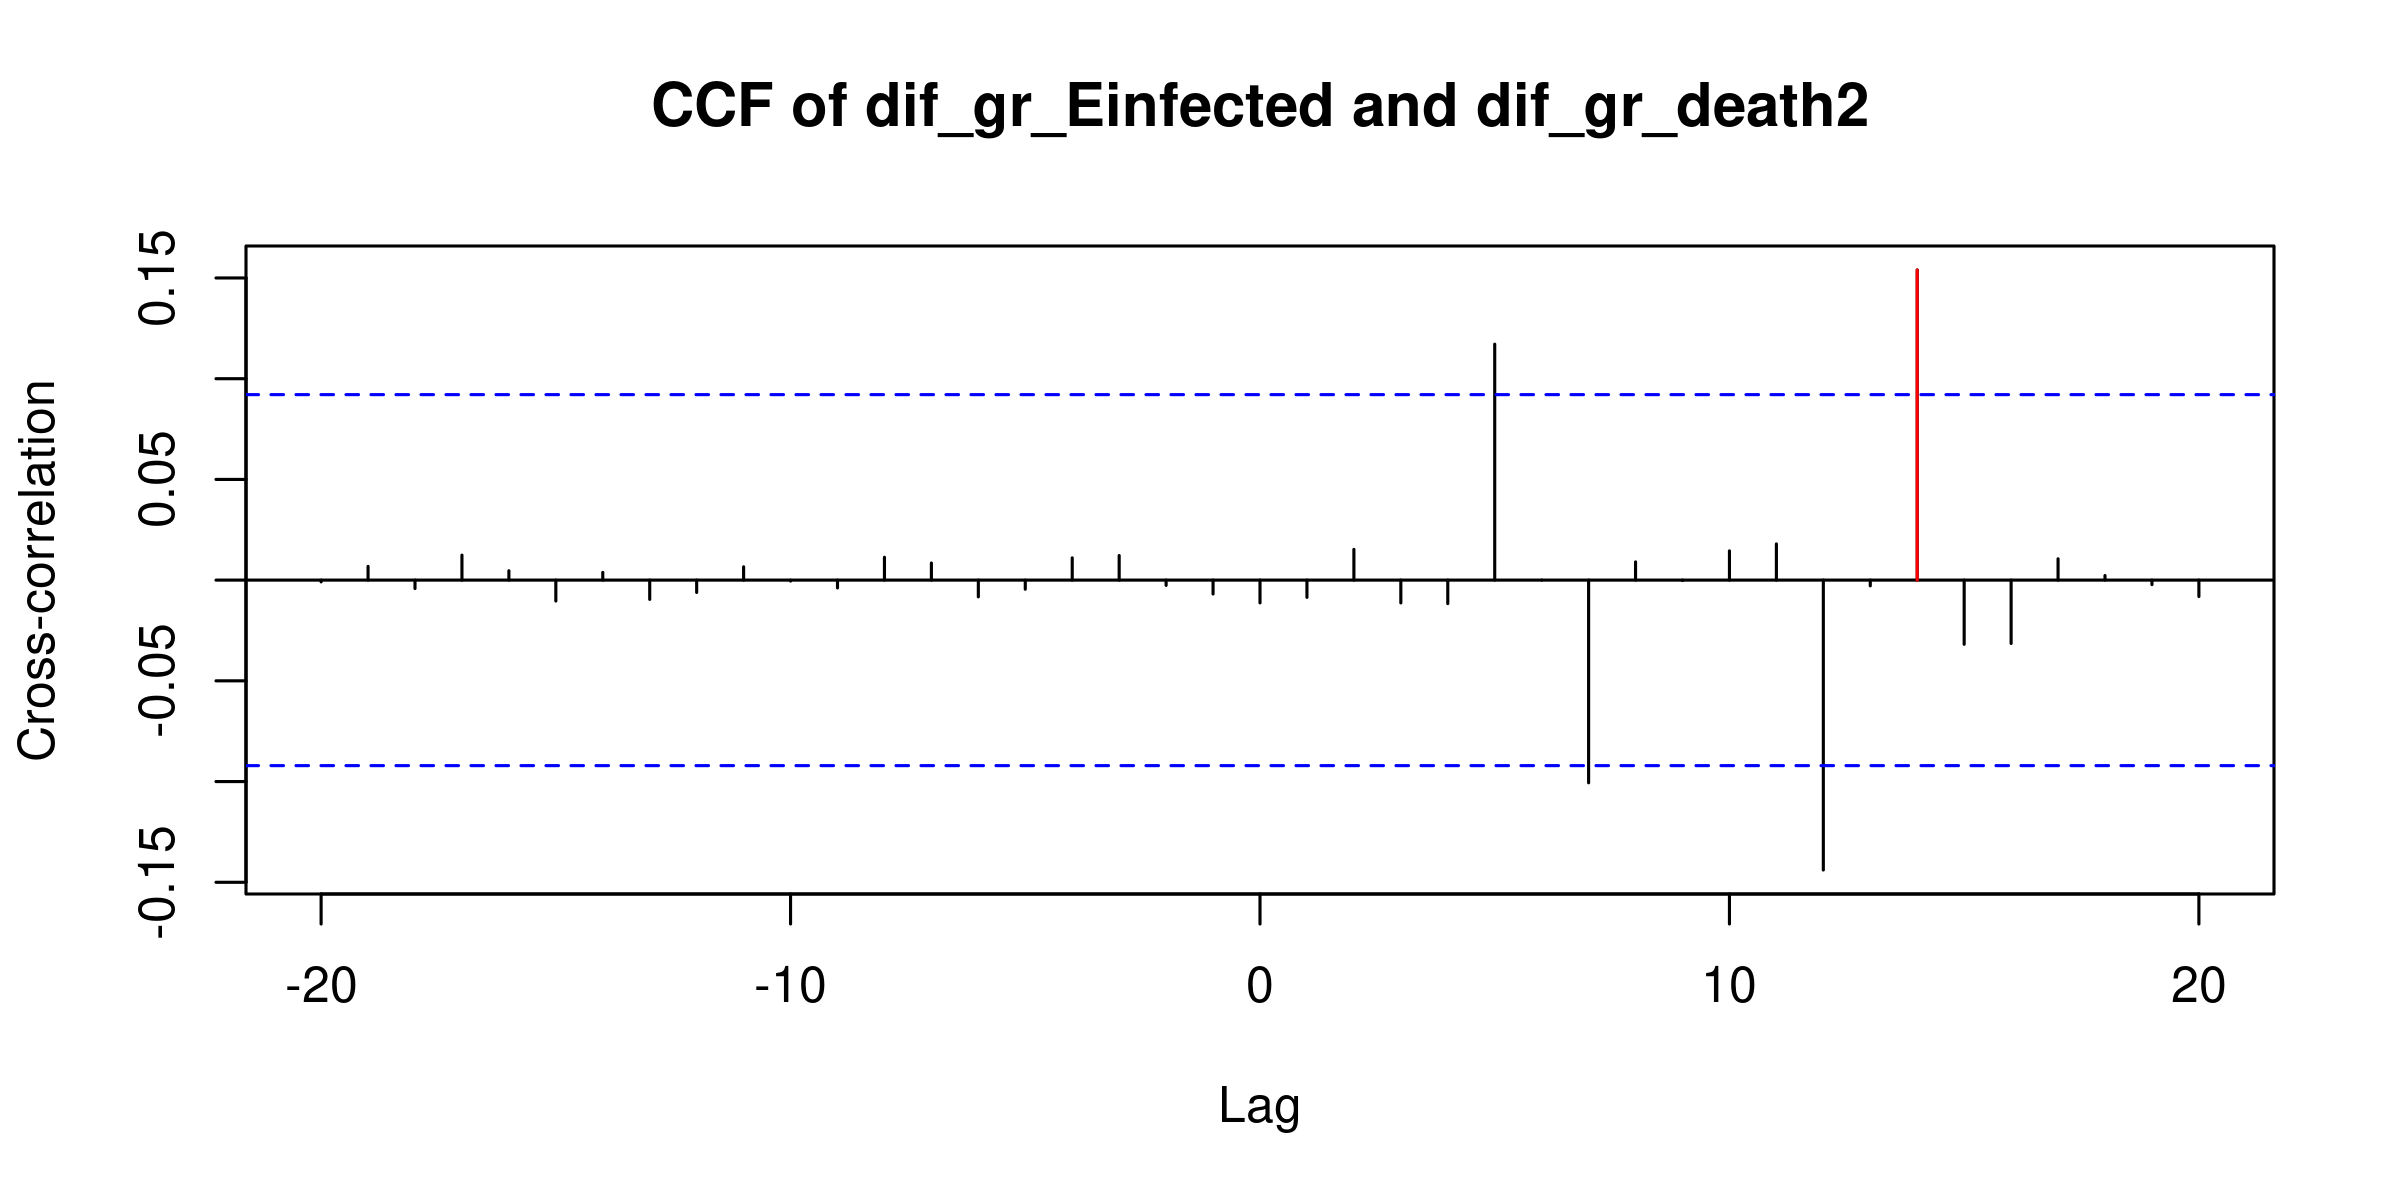 CCF of dif_gr_Einfected and dif_gr_death2
Cross-correlation
0.15
0.05
-0.05
-0.15
-20 -10 0 10 20
Lag